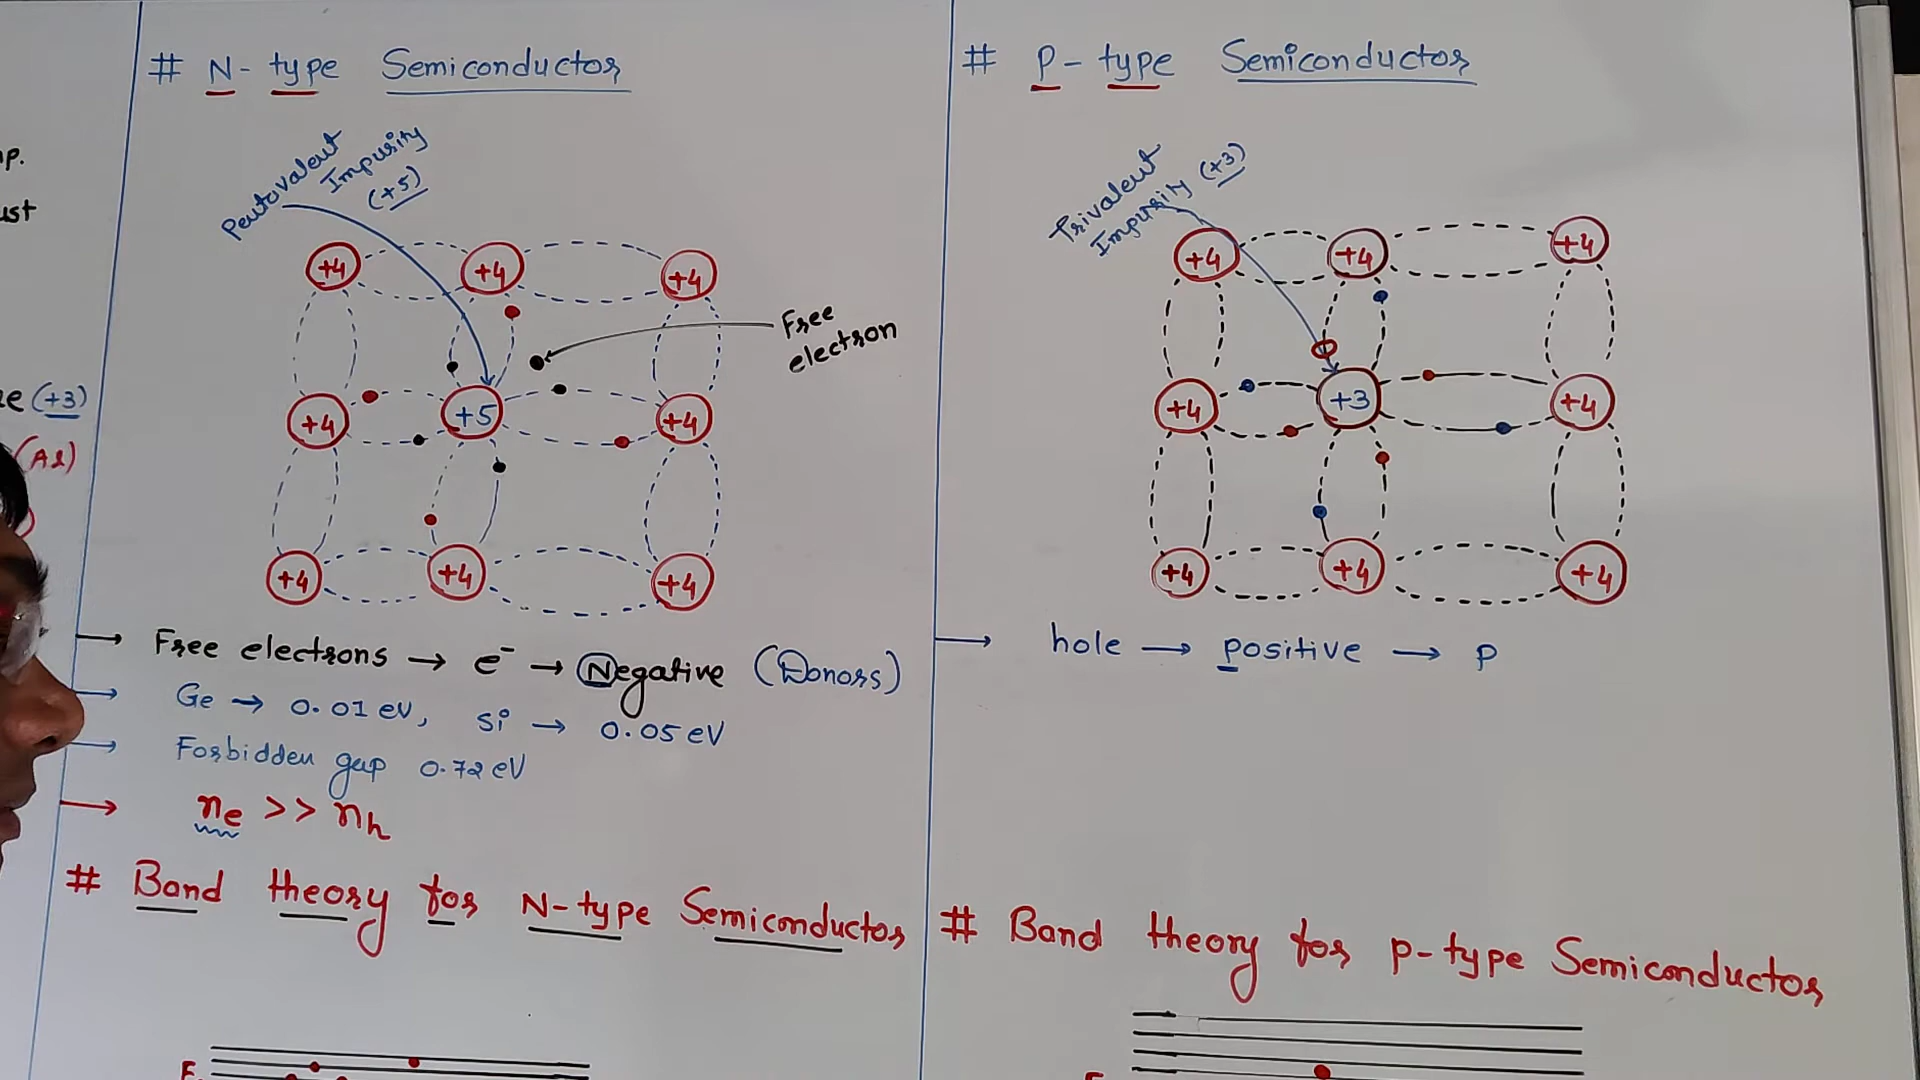 # N-type Semiconductor
Pentavalent
Impurity
(+5)
+4 +4 +4
Free
electron
+4 +5 +4
+4 +4 +4
→ Free electrons → e⁻ → Negative (Donors)
→ Ge → 0.01 eV, Si → 0.05 eV
→ Forbidden gap 0.72 eV
→ ne >> nh
# Band theory for N-type Semiconductor
# P-type Semiconductor
Trivalent
Impurity (+3)
+4 +4 +4
+4 +3 +4
+4 +4 +4
→ hole → positive → P
# Band theory for p-type Semiconductor
(+3)